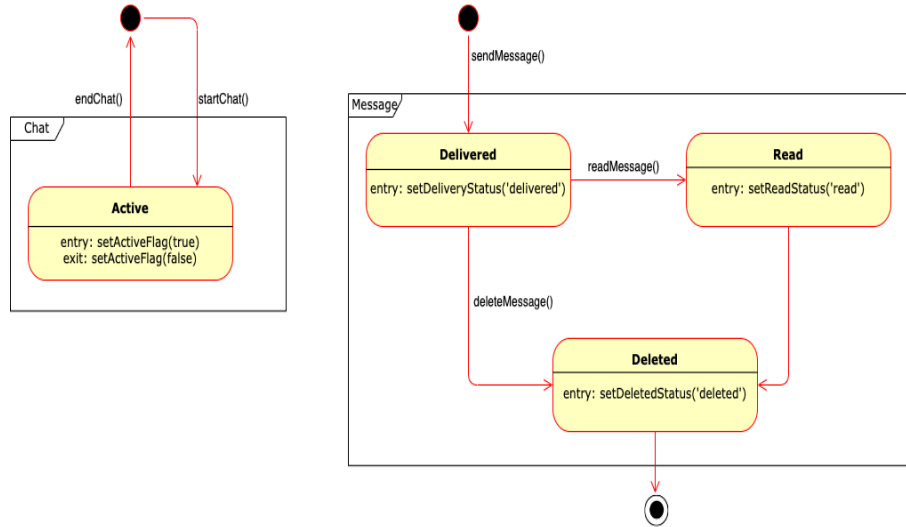 endChat()
startChat()
Chat
Active
entry: setActiveFlag(true)
exit: setActiveFlag(false)
sendMessage()
Message
Delivered
entry: setDeliveryStatus('delivered')
readMessage()
Read
entry: setReadStatus('read')
deleteMessage()
Deleted
entry: setDeletedStatus('deleted')